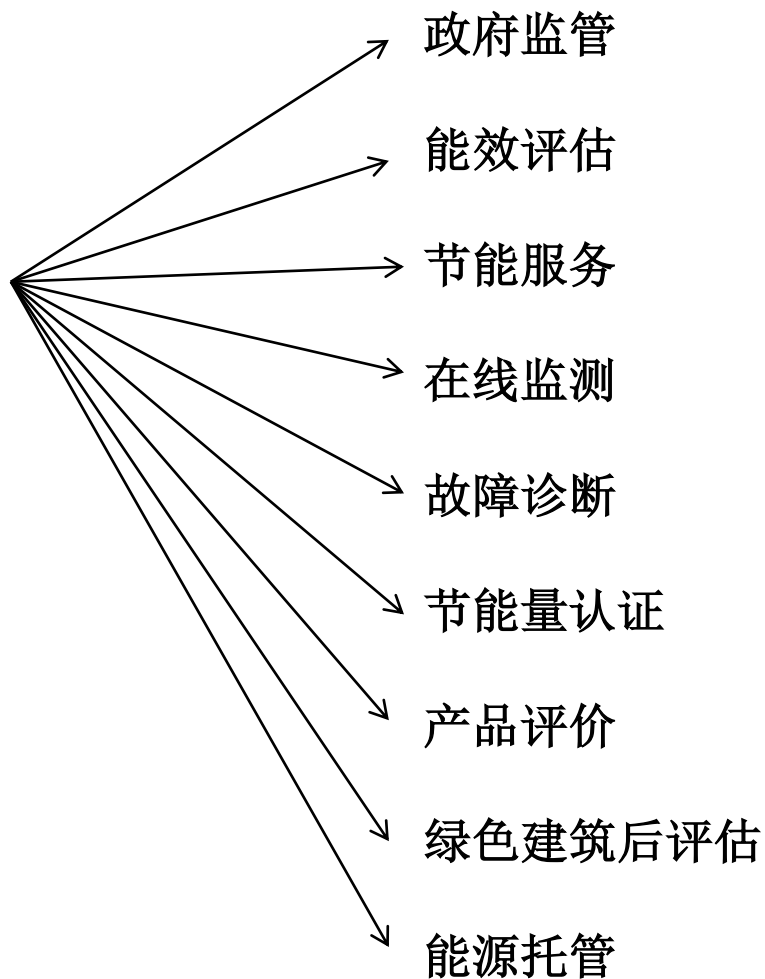 政府监管
能效评估
节能服务
在线监测
故障诊断
节能量认证
产品评价
绿色建筑后评估
能源托管